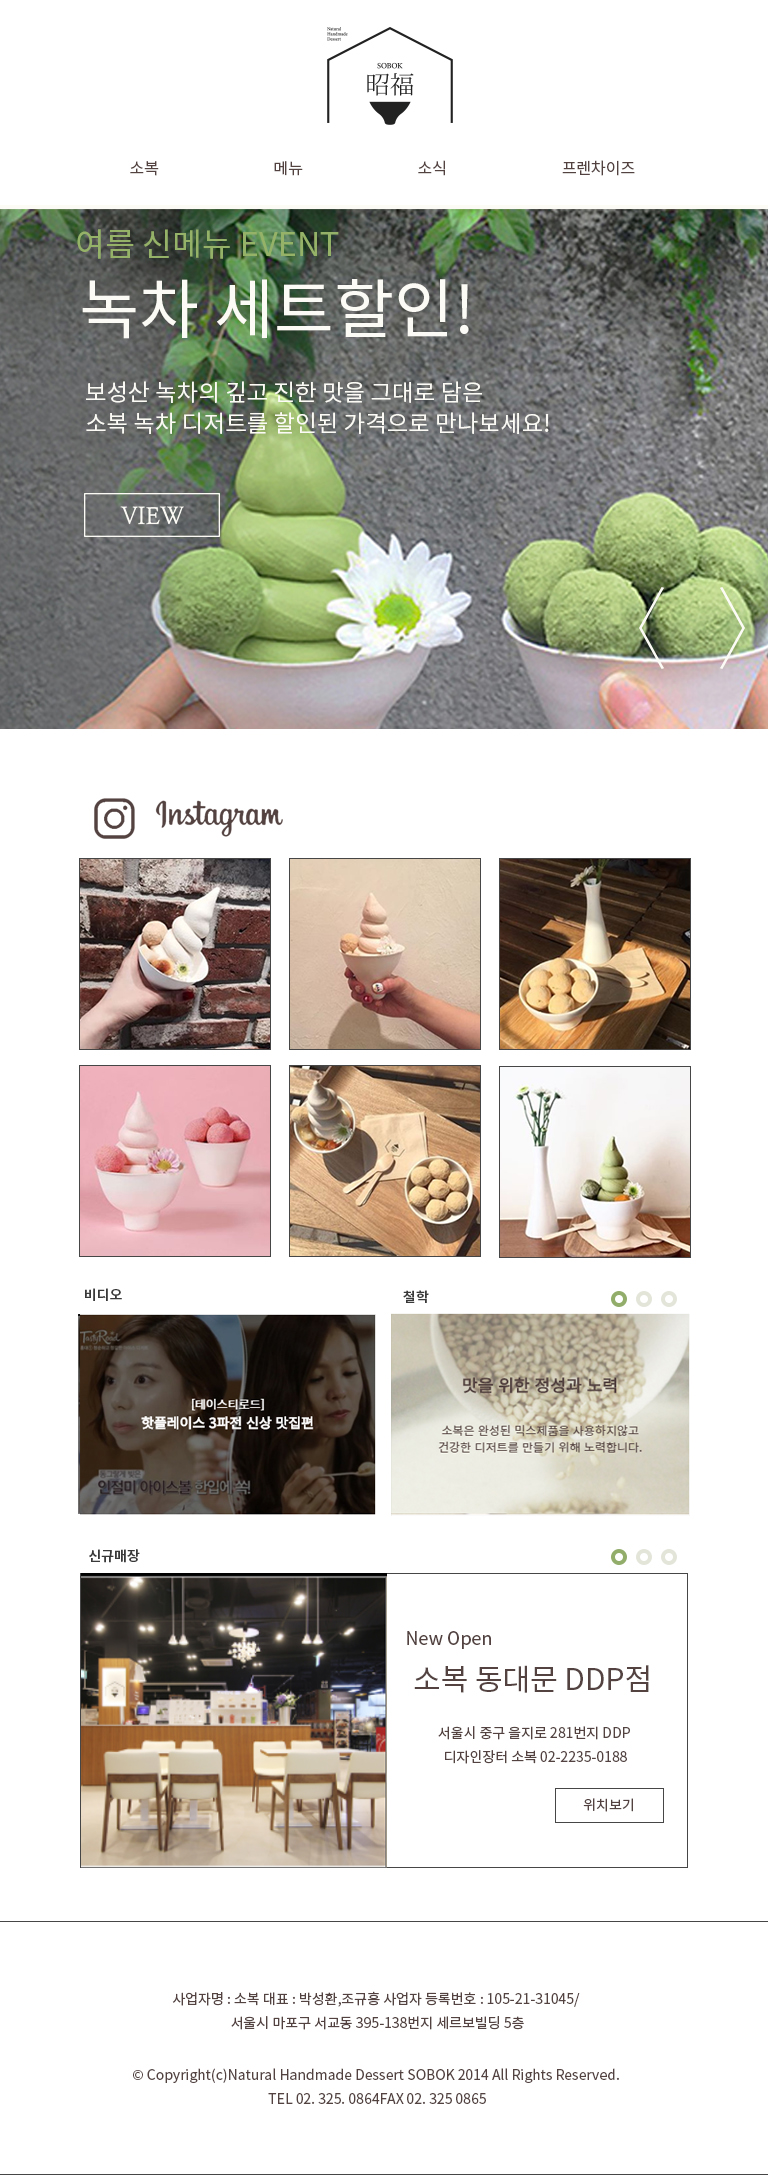 Natural
Handmade
Dessert
SOBOK
昭福
소복 메뉴 소식 프렌차이즈
여름 신메뉴 EVENT
녹차 세트할인!
보성산 녹차의 깊고 진한 맛을 그대로 담은
소복 녹차 디저트를 할인된 가격으로 만나보세요!
VIEW
Instagram
비디오
Tasty Road
[테이스티로드]
핫플레이스 3파전 신상 맛집편
인절미 아이스볼 한입에 쏙!
철학
맛을 위한 정성과 노력
소복은 완성된 믹스제품을 사용하지않고
건강한 디저트를 만들기 위해 노력합니다.
신규매장
New Open
소복 동대문 DDP점
서울시 중구 을지로 281번지 DDP
디자인장터 소복 02-2235-0188
위치보기
사업자명 : 소복 대표 : 박성환,조규흥 사업자 등록번호 : 105-21-31045/
서울시 마포구 서교동 395-138번지 세르보빌딩 5층
© Copyright(c)Natural Handmade Dessert SOBOK 2014 All Rights Reserved.
TEL 02. 325. 0864FAX 02. 325 0865